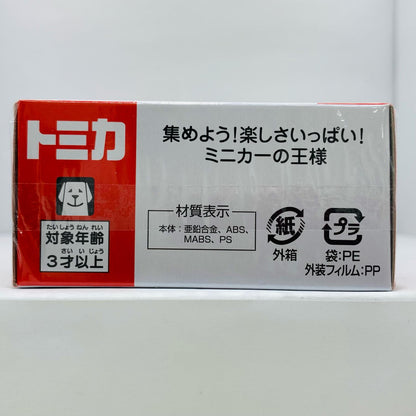 トミカ
集めよう!楽しさいっぱい!
ミニカーの王様
たいしょう ねん れい
対象年齢
さい い じょう
3才以上
材質表示
本体:亜鉛合金、ABS、
MABS、PS
紙
外箱
プラ
袋:PE
外装フィルム:PP